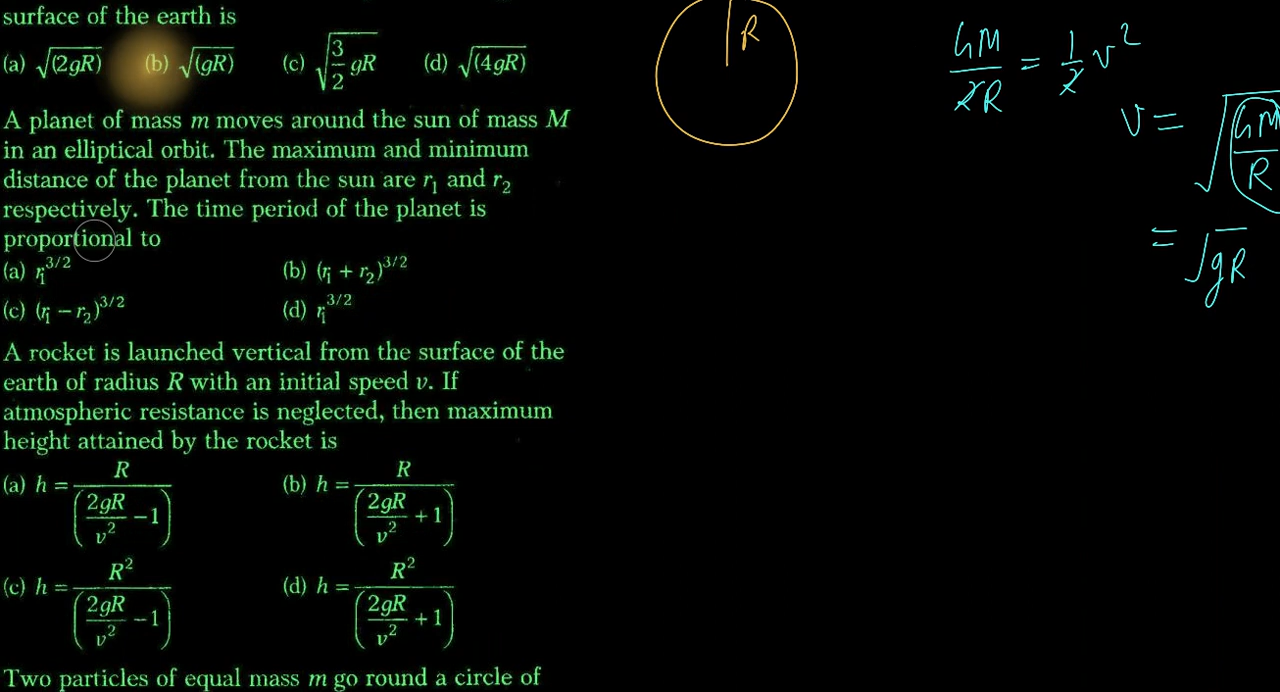 surface of the earth is
(a) √(2gR) (b) √(gR) (c) √(3/2 gR) (d) √(4gR)
A planet of mass m moves around the sun of mass M
in an elliptical orbit. The maximum and minimum
distance of the planet from the sun are r₁ and r₂
respectively. The time period of the planet is
proportional to
(a) r₁^3/2 (b) (r₁ + r₂)^3/2
(c) (r₁ − r₂)^3/2 (d) r₁^3/2
A rocket is launched vertical from the surface of the
earth of radius R with an initial speed v. If
atmospheric resistance is neglected, then maximum
height attained by the rocket is
(a) h = R/(2gR/v² − 1) (b) h = R/(2gR/v² + 1)
(c) h = R²/(2gR/v² − 1) (d) h = R²/(2gR/v² + 1)
Two particles of equal mass m go round a circle of
R
GM/2R = 1/2 v²
v = √(GM/R)
= √gR